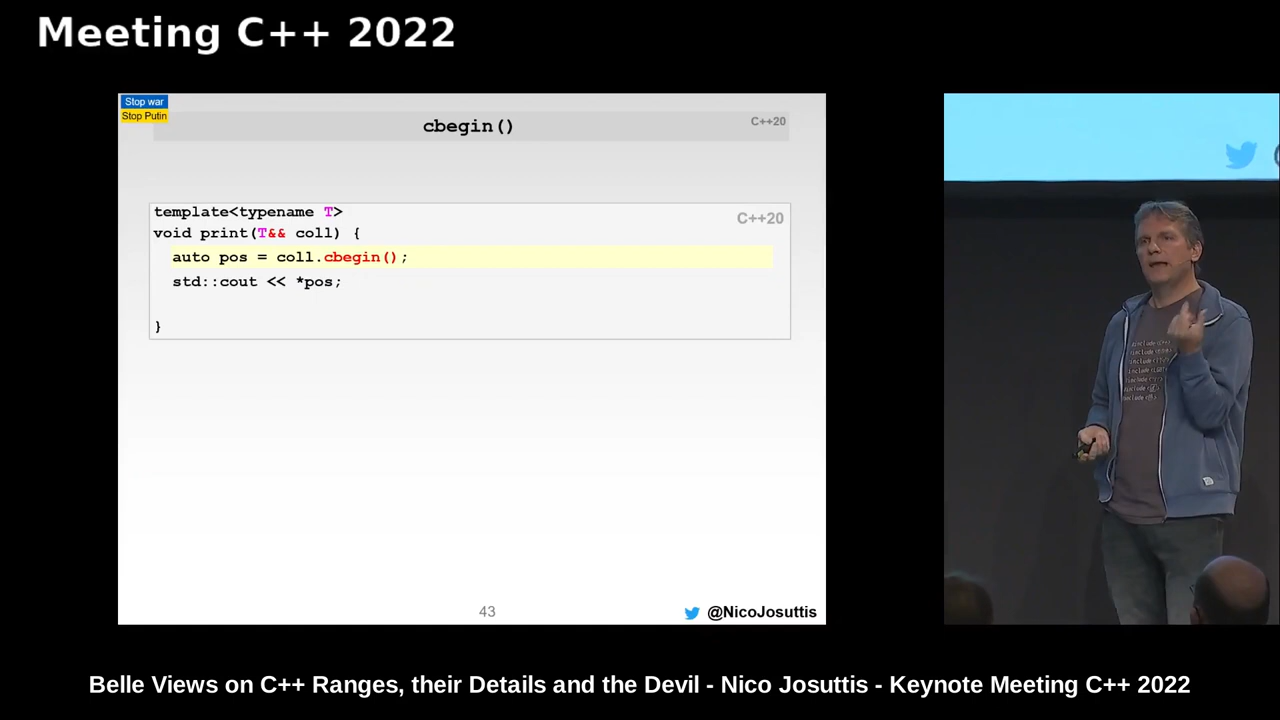 Meeting C++ 2022
Stop war
Stop Putin
cbegin()
C++20
template<typename T>
C++20
void print(T&& coll) {
auto pos = coll.cbegin();
std::cout << *pos;
}
43
@NicoJosuttis
Belle Views on C++ Ranges, their Details and the Devil - Nico Josuttis - Keynote Meeting C++ 2022